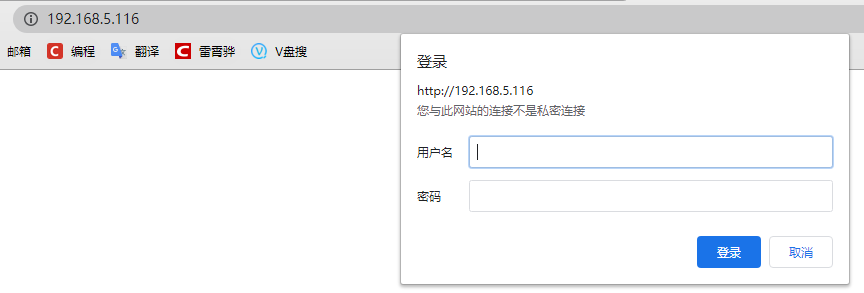 192.168.5.116
邮箱 编程 翻译 雷霄骅 V盘搜
登录
http://192.168.5.116
您与此网站的连接不是私密连接
用户名
密码
登录 取消